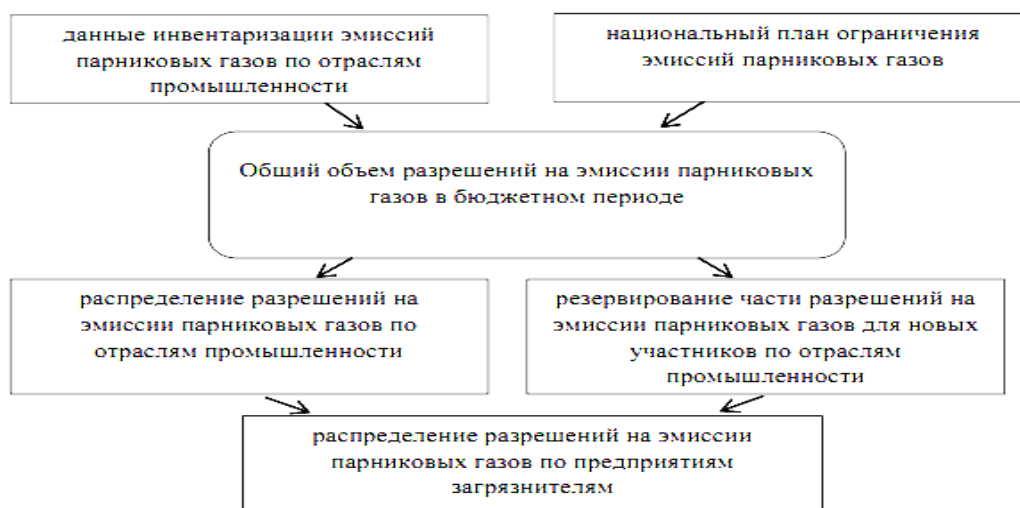 данные инвентаризации эмиссий
парниковых газов по отраслям
промышленности
национальный план ограничения
эмиссий парниковых газов
Общий объем разрешений на эмиссии парниковых
газов в бюджетном периоде
распределение разрешений на
эмиссии парниковых газов по
отраслям промышленности
резервирование части разрешений на
эмиссии парниковых газов для новых
участников по отраслям
промышленности
распределение разрешений на эмиссии
парниковых газов по предприятиям
загрязнителям